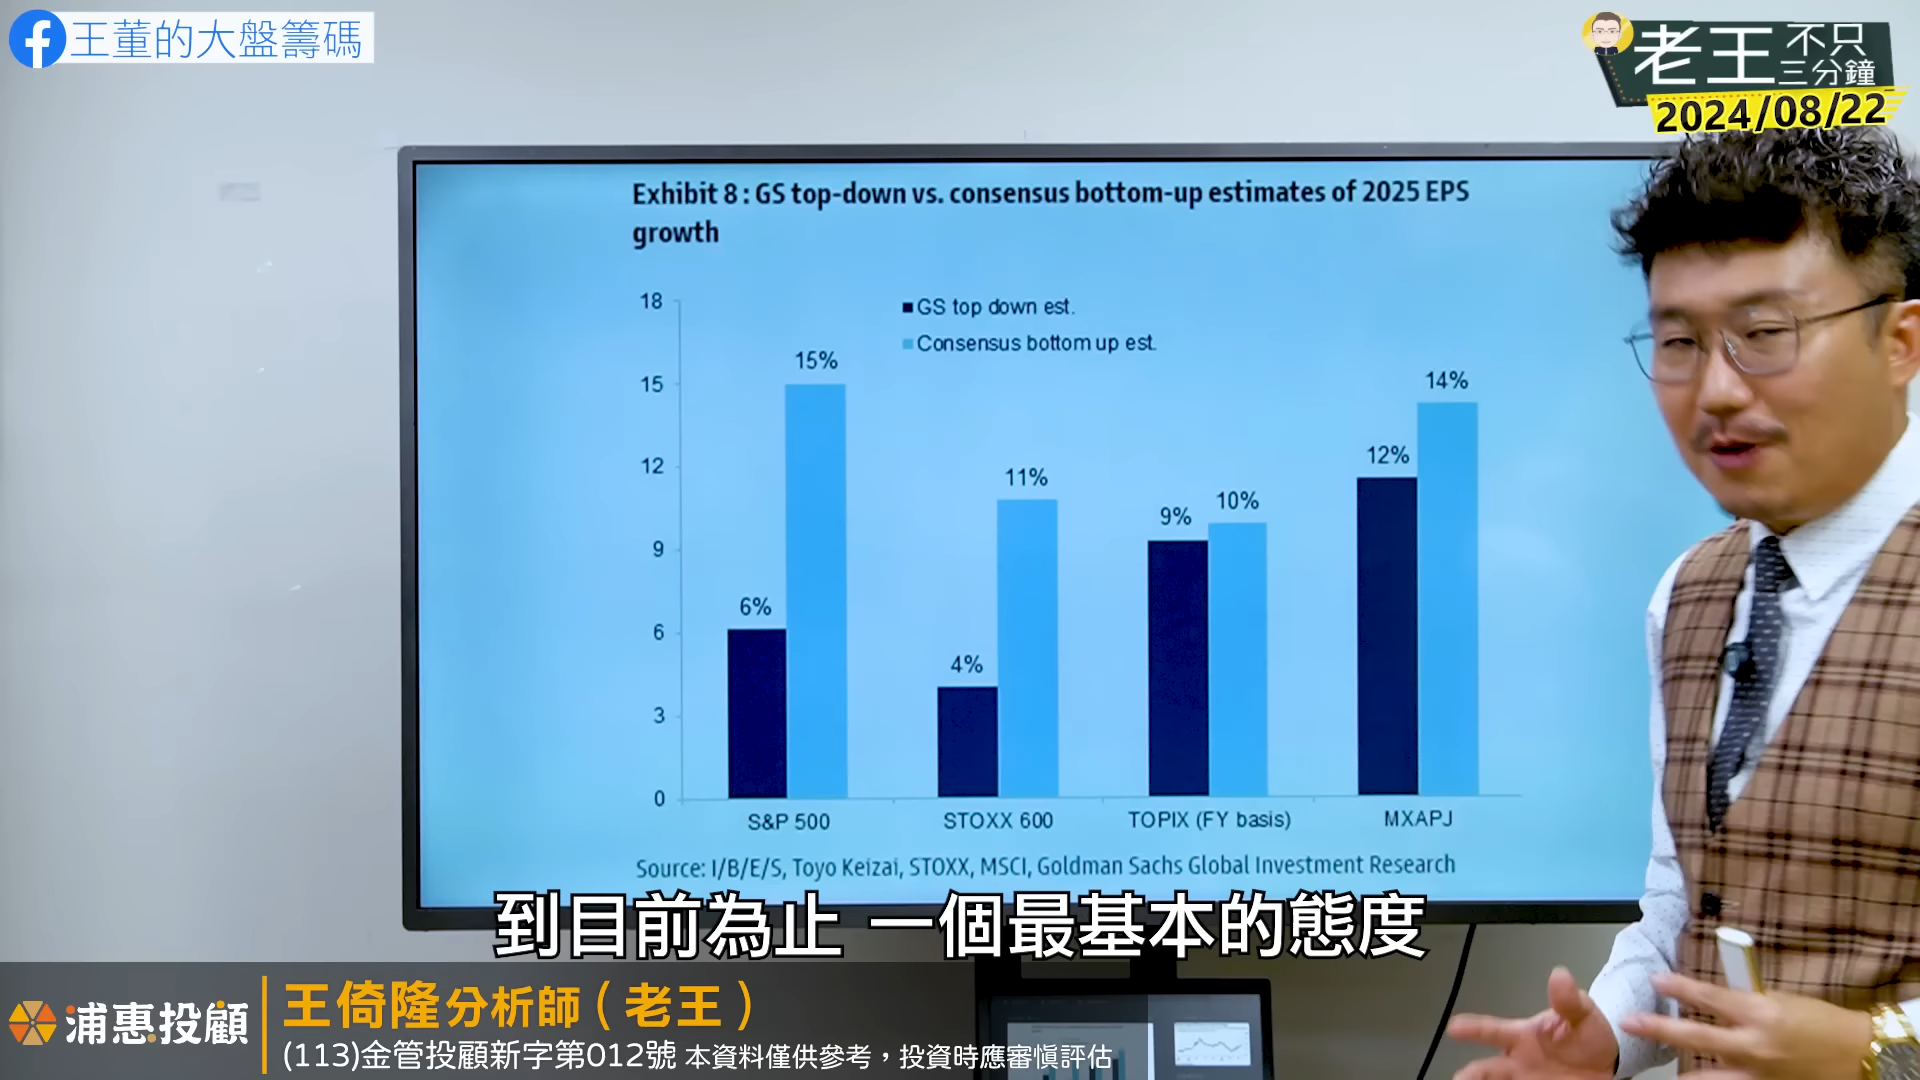 王董的大盤籌碼
老王不只三分鐘
2024/08/22
Exhibit 8 : GS top-down vs. consensus bottom-up estimates of 2025 EPS
growth
GS top down est.
Consensus bottom up est.
18
15
12
9
6
3
0
6%
15%
4%
11%
9%
10%
12%
14%
S&P 500
STOXX 600
TOPIX (FY basis)
MXAPJ
Source: I/B/E/S, Toyo Keizai, STOXX, MSCI, Goldman Sachs Global Investment Research
到目前為止 一個最基本的態度
浦惠投顧
王倚隆分析師(老王)
(113)金管投顧新字第012號 本資料僅供參考，投資時應審慎評估